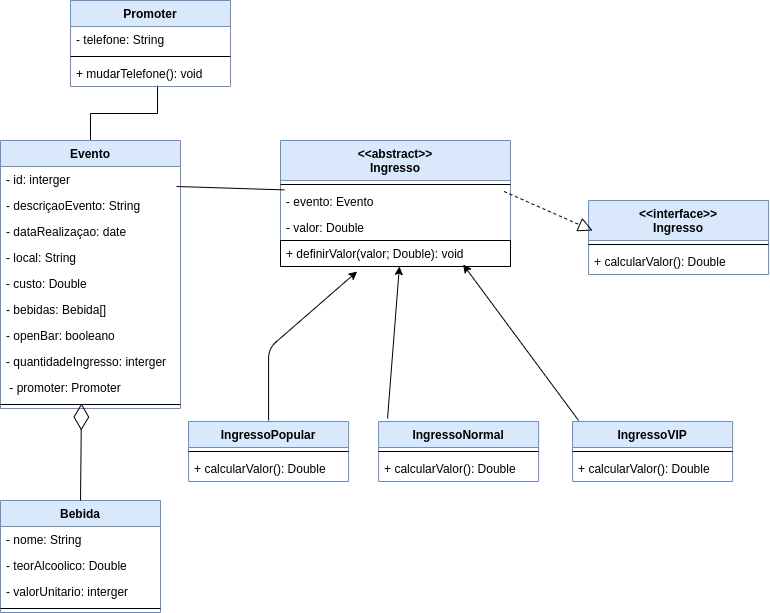 Promoter
- telefone: String
+ mudarTelefone(): void
Evento
- id: interger
- descriçaoEvento: String
- dataRealizaçao: date
- local: String
- custo: Double
- bebidas: Bebida[]
- openBar: booleano
- quantidadeIngresso: interger
- promoter: Promoter
<<abstract>>
Ingresso
- evento: Evento
- valor: Double
+ definirValor(valor; Double): void
<<interface>>
Ingresso
+ calcularValor(): Double
IngressoPopular
+ calcularValor(): Double
IngressoNormal
+ calcularValor(): Double
IngressoVIP
+ calcularValor(): Double
Bebida
- nome: String
- teorAlcoolico: Double
- valorUnitario: interger